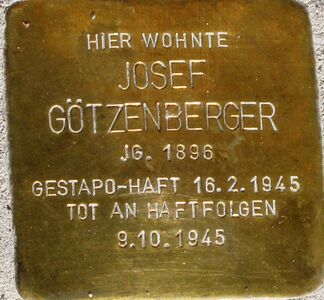 HIER WOHNTE
JOSEF
GÖTZENBERGER
JG. 1896
GESTAPO-HAFT 16.2.1945
TOT AN HAFTFOLGEN
9.10.1945